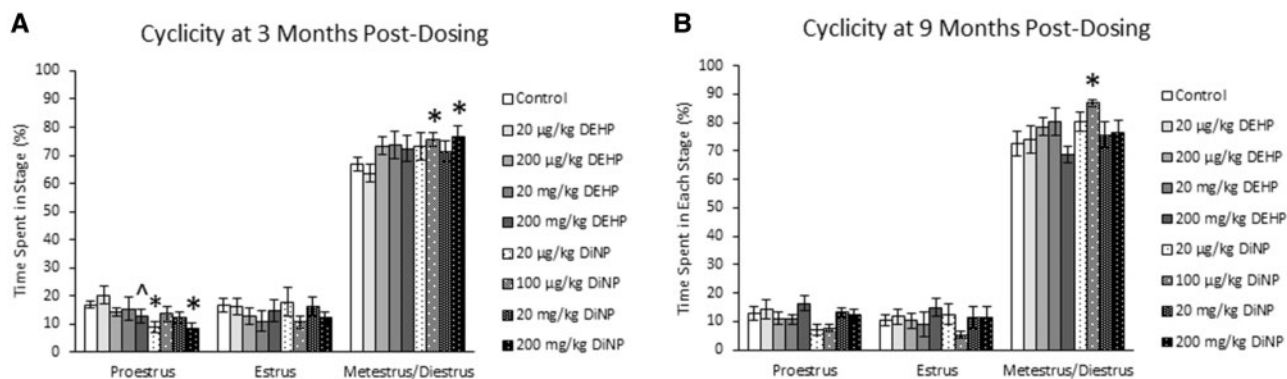 A
Cyclicity at 3 Months Post-Dosing
Time Spent in Stage (%)
100
90
80
70
60
50
40
30
20
10
0
^
*
*
*
*
Proestrus
Estrus
Metestrus/Diestrus
Control
20 µg/kg DEHP
200 µg/kg DEHP
20 mg/kg DEHP
200 mg/kg DEHP
20 µg/kg DiNP
100 µg/kg DiNP
20 mg/kg DiNP
200 mg/kg DiNP
B
Cyclicity at 9 Months Post-Dosing
Time Spent in Each Stage (%)
100
90
80
70
60
50
40
30
20
10
0
*
Proestrus
Estrus
Metestrus/Diestrus
Control
20 µg/kg DEHP
200 µg/kg DEHP
20 mg/kg DEHP
200 mg/kg DEHP
20 µg/kg DiNP
100 µg/kg DiNP
20 mg/kg DiNP
200 mg/kg DiNP